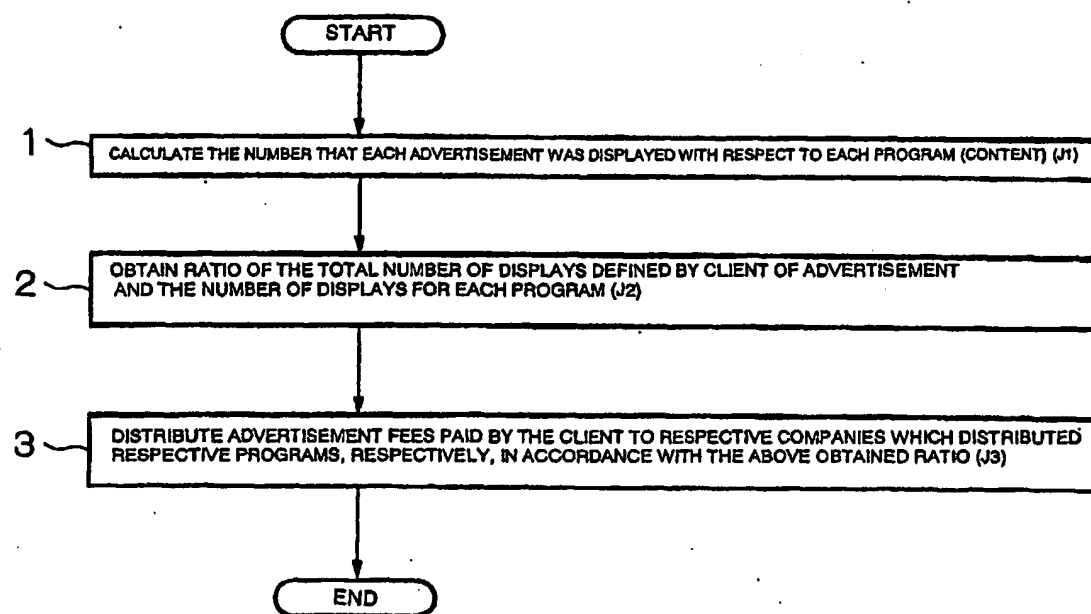 START
1
CALCULATE THE NUMBER THAT EACH ADVERTISEMENT WAS DISPLAYED WITH RESPECT TO EACH PROGRAM (CONTENT) (J1)
2
OBTAIN RATIO OF THE TOTAL NUMBER OF DISPLAYS DEFINED BY CLIENT OF ADVERTISEMENT
AND THE NUMBER OF DISPLAYS FOR EACH PROGRAM (J2)
3
DISTRIBUTE ADVERTISEMENT FEES PAID BY THE CLIENT TO RESPECTIVE COMPANIES WHICH DISTRIBUTED
RESPECTIVE PROGRAMS, RESPECTIVELY, IN ACCORDANCE WITH THE ABOVE OBTAINED RATIO (J3)
END